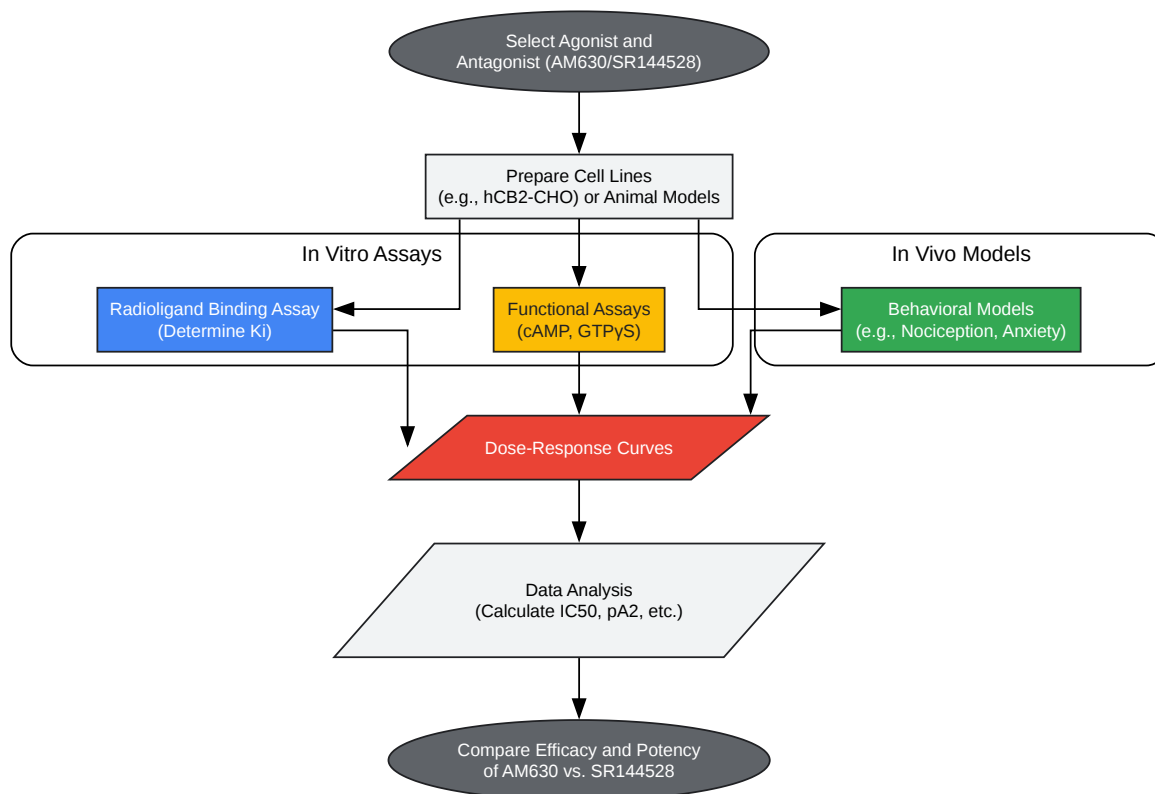 Select Agonist and
Antagonist (AM630/SR144528)
Prepare Cell Lines
(e.g., hCB2-CHO) or Animal Models
In Vitro Assays
In Vivo Models
Radioligand Binding Assay
(Determine Ki)
Functional Assays
(cAMP, GTPγS)
Behavioral Models
(e.g., Nociception, Anxiety)
Dose-Response Curves
Data Analysis
(Calculate IC50, pA2, etc.)
Compare Efficacy and Potency
of AM630 vs. SR144528